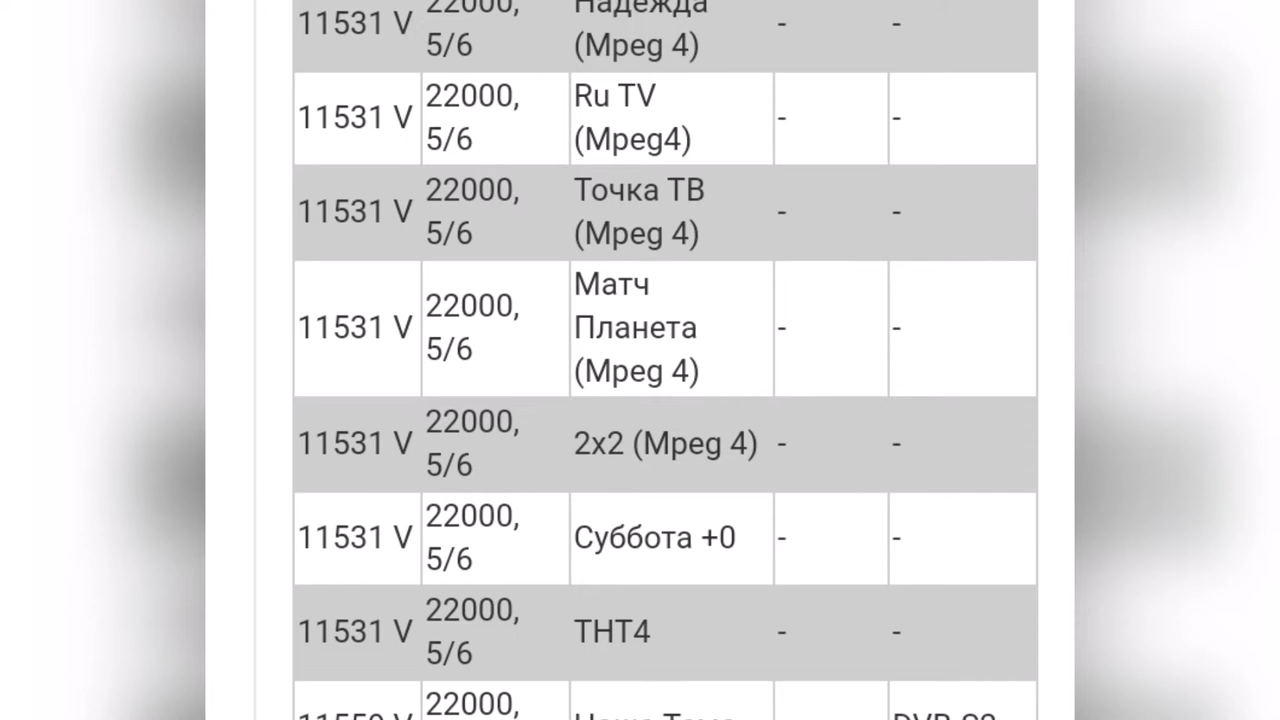 11531 V 22000, 5/6 Надежда (Mpeg 4) - -
11531 V 22000, 5/6 Ru TV (Mpeg4) - -
11531 V 22000, 5/6 Точка ТВ (Mpeg 4) - -
11531 V 22000, 5/6 Матч Планета (Mpeg 4) - -
11531 V 22000, 5/6 2x2 (Mpeg 4) - -
11531 V 22000, 5/6 Суббота +0 - -
11531 V 22000, 5/6 ТНТ4 - -
22000,